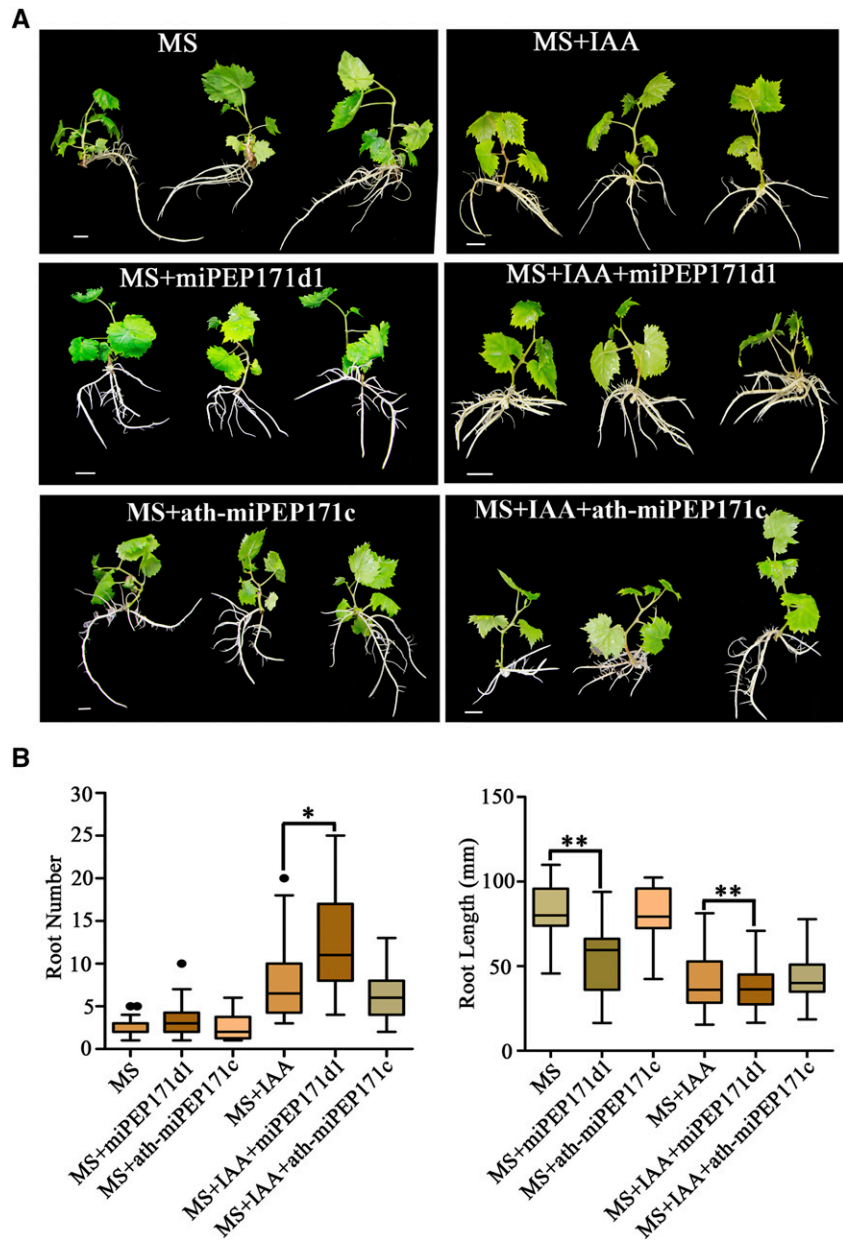 A
MS
MS+IAA
MS+miPEP171d1
MS+IAA+miPEP171d1
MS+ath-miPEP171c
MS+IAA+ath-miPEP171c
B
Root Number
30
25
20
15
10
5
0
*
MS
MS+miPEP171d1
MS+ath-miPEP171c
MS+IAA
MS+IAA+miPEP171d1
MS+IAA+ath-miPEP171c
Root Length (mm)
150
100
50
0
**
**
MS
MS+miPEP171d1
MS+ath-miPEP171c
MS+IAA
MS+IAA+miPEP171d1
MS+IAA+ath-miPEP171c